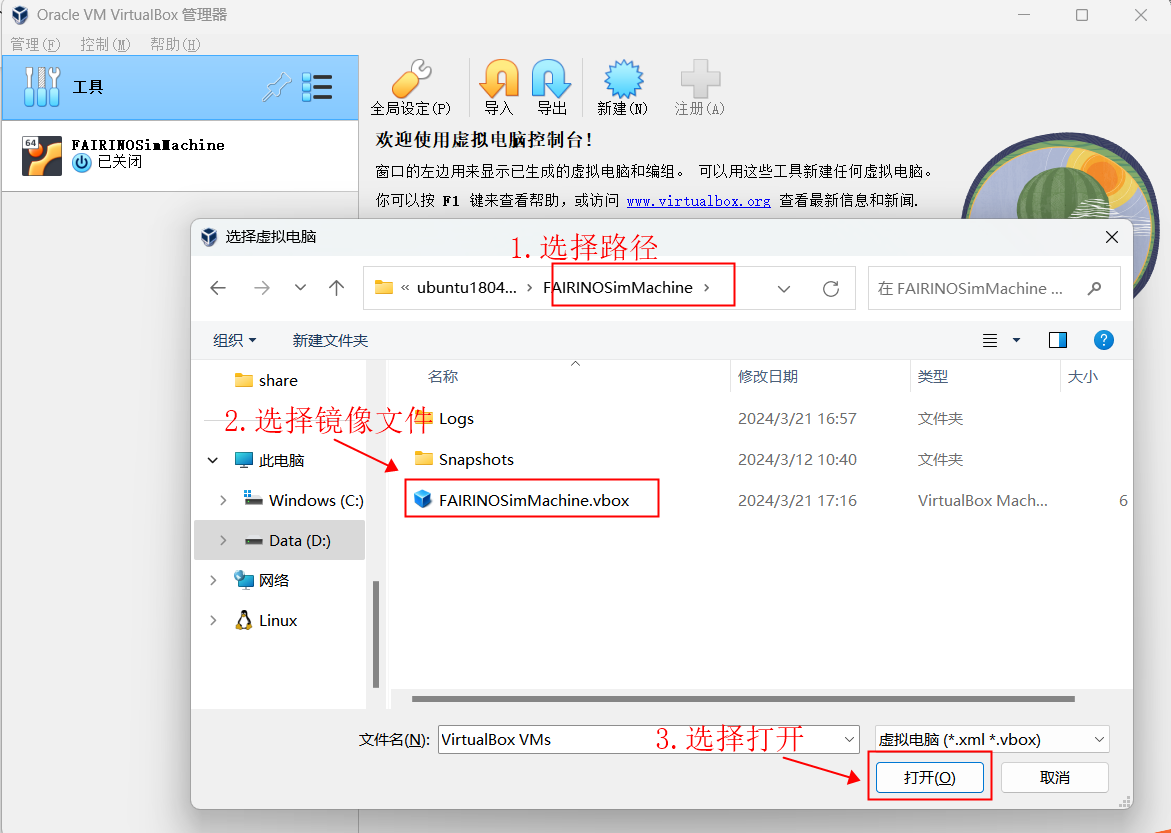 Oracle VM VirtualBox 管理器
管理(F) 控制(M) 帮助(H)
工具
全局设定(P) 导入 导出 新建(N) 注册(A)
64
FAIRINOSimMachine
已关闭
欢迎使用虚拟电脑控制台!
窗口的左边用来显示已生成的虚拟电脑和编组。 可以用这些工具新建任何虚拟电脑。
你可以按 F1 键来查看帮助，或访问 www.virtualbox.org 查看最新信息和新闻.
选择虚拟电脑
1.选择路径
« ubuntu1804... › FAIRINOSimMachine ›
在 FAIRINOSimMachine ...
组织 新建文件夹
?
名称 修改日期 类型 大小
share
2.选择镜像文件
Logs 2024/3/21 16:57 文件夹
此电脑
Snapshots 2024/3/12 10:40 文件夹
Windows (C:)
FAIRINOSimMachine.vbox 2024/3/21 17:16 VirtualBox Mach... 6
Data (D:)
网络
Linux
文件名(N): VirtualBox VMs 虚拟电脑 (*.xml *.vbox)
3.选择打开
打开(O) 取消